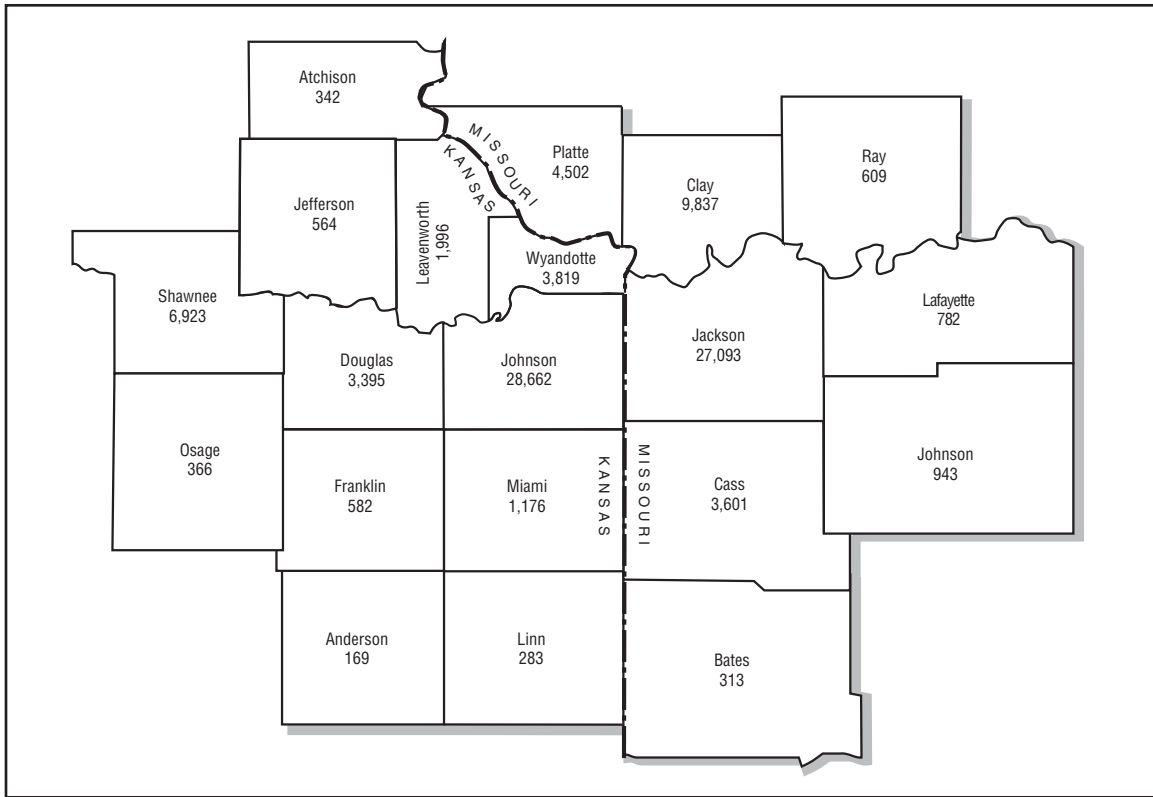 Atchison
342
MISSOURI
KANSAS
Platte
4,502
Clay
9,837
Ray
609
Jefferson
564
Leavenworth
1,996
Wyandotte
3,819
Shawnee
6,923
Douglas
3,395
Johnson
28,662
Jackson
27,093
Lafayette
782
Osage
366
Franklin
582
Miami
1,176
KANSAS
MISSOURI
Cass
3,601
Johnson
943
Anderson
169
Linn
283
Bates
313